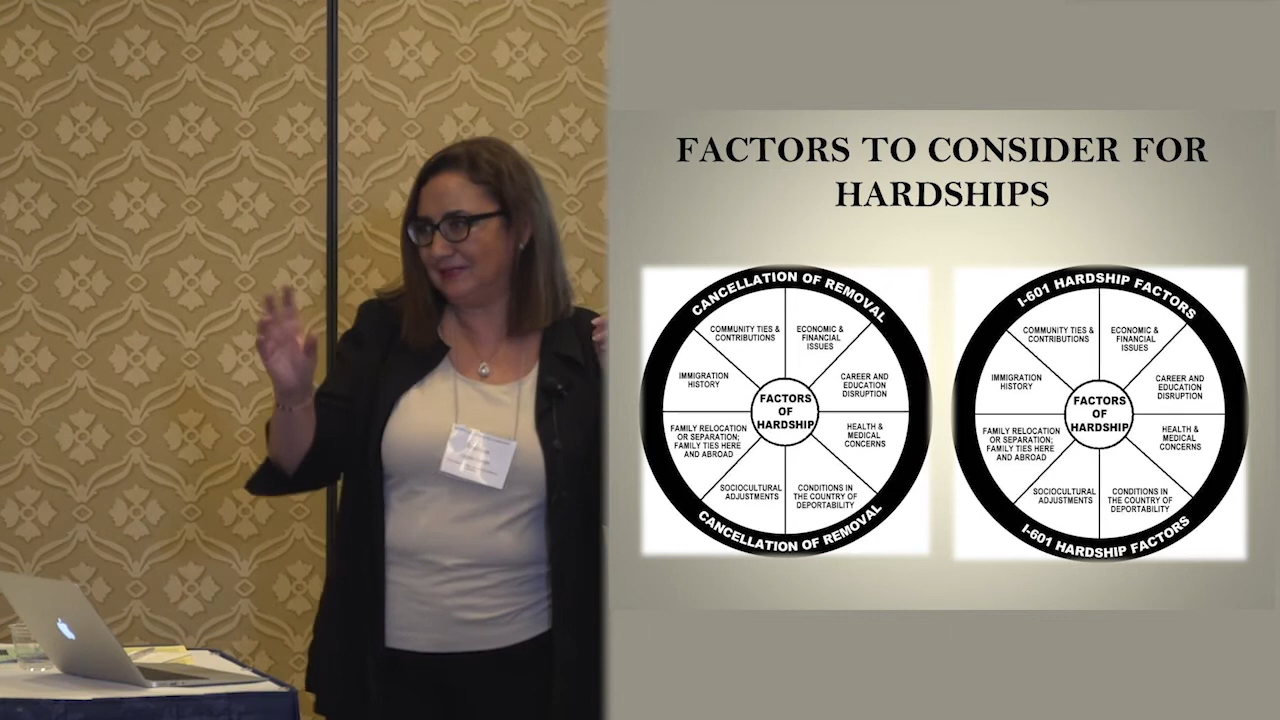 FACTORS TO CONSIDER FOR
HARDSHIPS
CANCELLATION OF REMOVAL
COMMUNITY TIES &
CONTRIBUTIONS
ECONOMIC &
FINANCIAL
ISSUES
IMMIGRATION
HISTORY
CAREER AND
EDUCATION
DISRUPTION
FACTORS
OF
HARDSHIP
FAMILY RELOCATION
OR SEPARATION;
FAMILY TIES HERE
AND ABROAD
HEALTH &
MEDICAL
CONCERNS
SOCIOCULTURAL
ADJUSTMENTS
CONDITIONS IN
THE COUNTRY OF
DEPORTABILITY
CANCELLATION OF REMOVAL
I-601 HARDSHIP FACTORS
COMMUNITY TIES &
CONTRIBUTIONS
ECONOMIC &
FINANCIAL
ISSUES
IMMIGRATION
HISTORY
CAREER AND
EDUCATION
DISRUPTION
FACTORS
OF
HARDSHIP
FAMILY RELOCATION
OR SEPARATION;
FAMILY TIES HERE
AND ABROAD
HEALTH &
MEDICAL
CONCERNS
SOCIOCULTURAL
ADJUSTMENTS
CONDITIONS IN
THE COUNTRY OF
DEPORTABILITY
I-601 HARDSHIP FACTORS